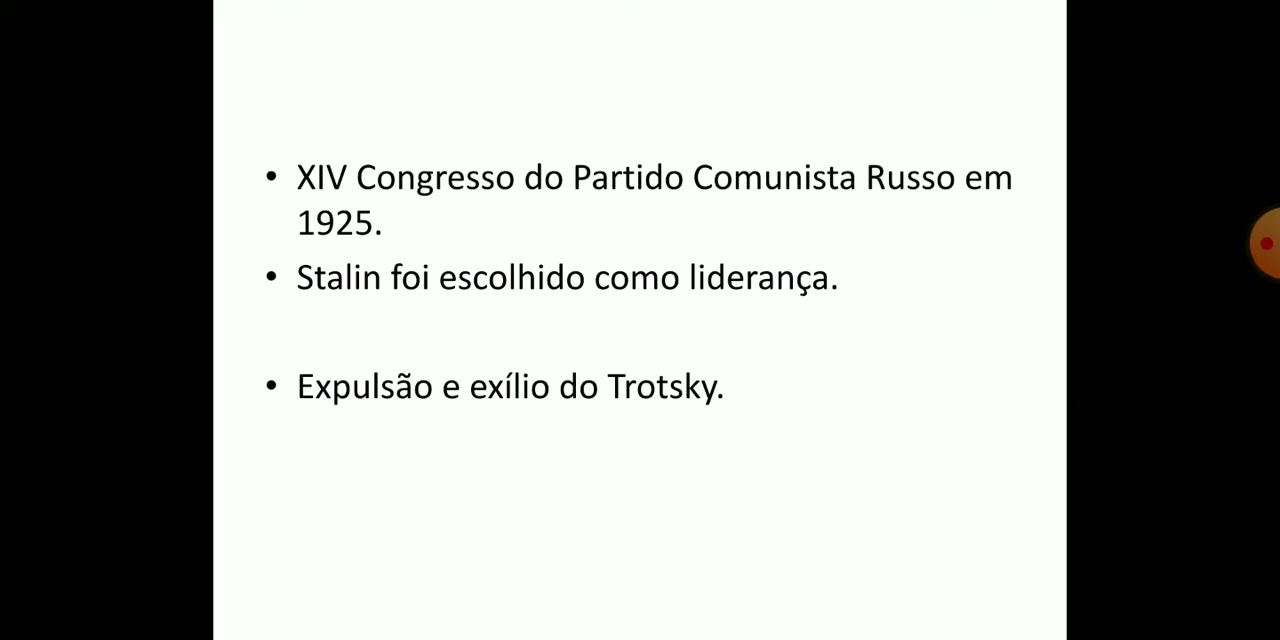 • XIV Congresso do Partido Comunista Russo em
1925.
• Stalin foi escolhido como liderança.
• Expulsão e exílio do Trotsky.